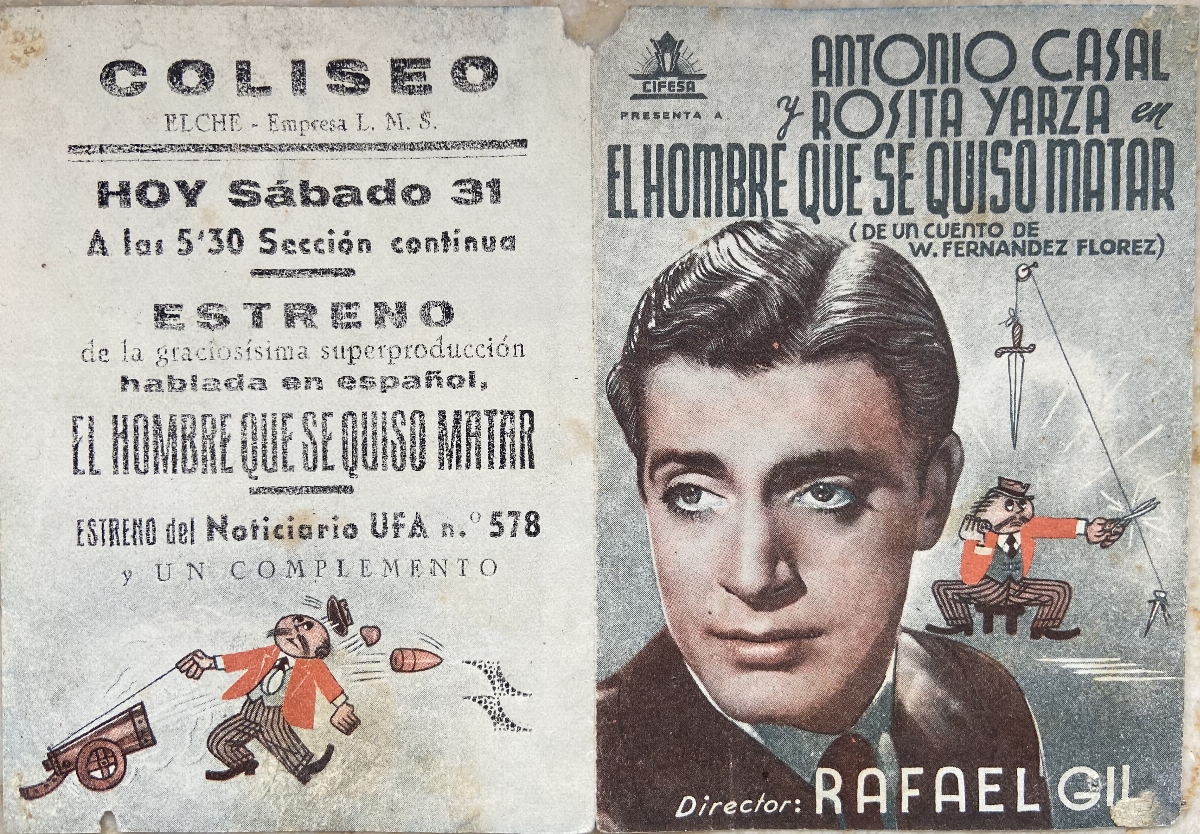 COLISEO
ELCHE - Empresa L. M. S.
HOY Sábado 31
A las 5'30 Sección continua
ESTRENO
de la graciosísima superproducción
hablada en español,
EL HOMBRE QUE SE QUISO MATAR
ESTRENO del Noticiario UFA n.º 578
y UN COMPLEMENTO
CIFESA
PRESENTA A
ANTONIO CASAL
y ROSITA YARZA en
EL HOMBRE QUE SE QUISO MATAR
(DE UN CUENTO DE
W. FERNANDEZ FLOREZ)
Director: RAFAEL GIL